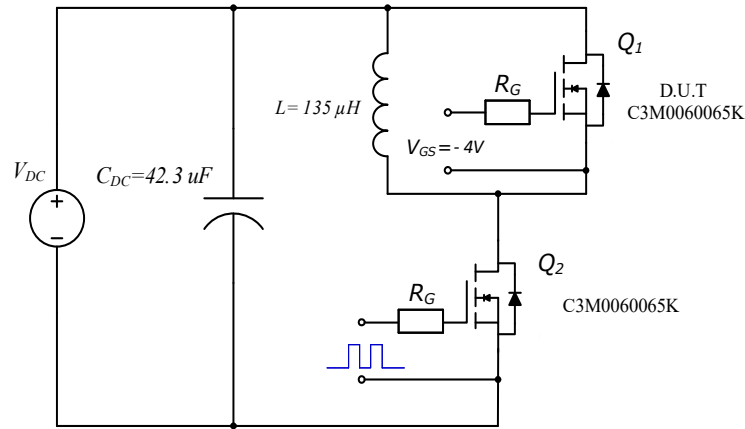 Q1
RG
D.U.T
C3M0060065K
L= 135 μH
VGS = - 4V
VDC
CDC=42.3 uF
Q2
RG
C3M0060065K